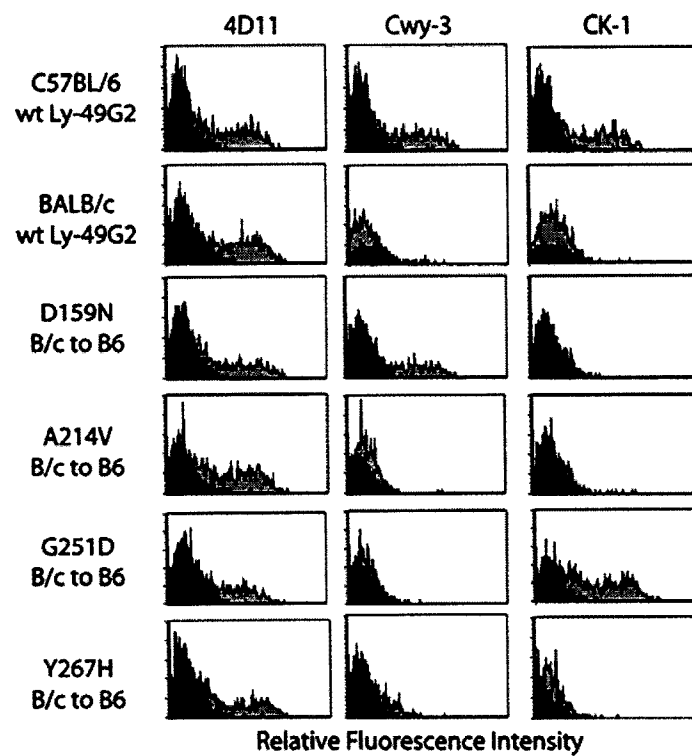 4D11 Cwy-3 CK-1
C57BL/6
wt Ly-49G2
BALB/c
wt Ly-49G2
D159N
B/c to B6
A214V
B/c to B6
G251D
B/c to B6
Y267H
B/c to B6
Relative Fluorescence Intensity